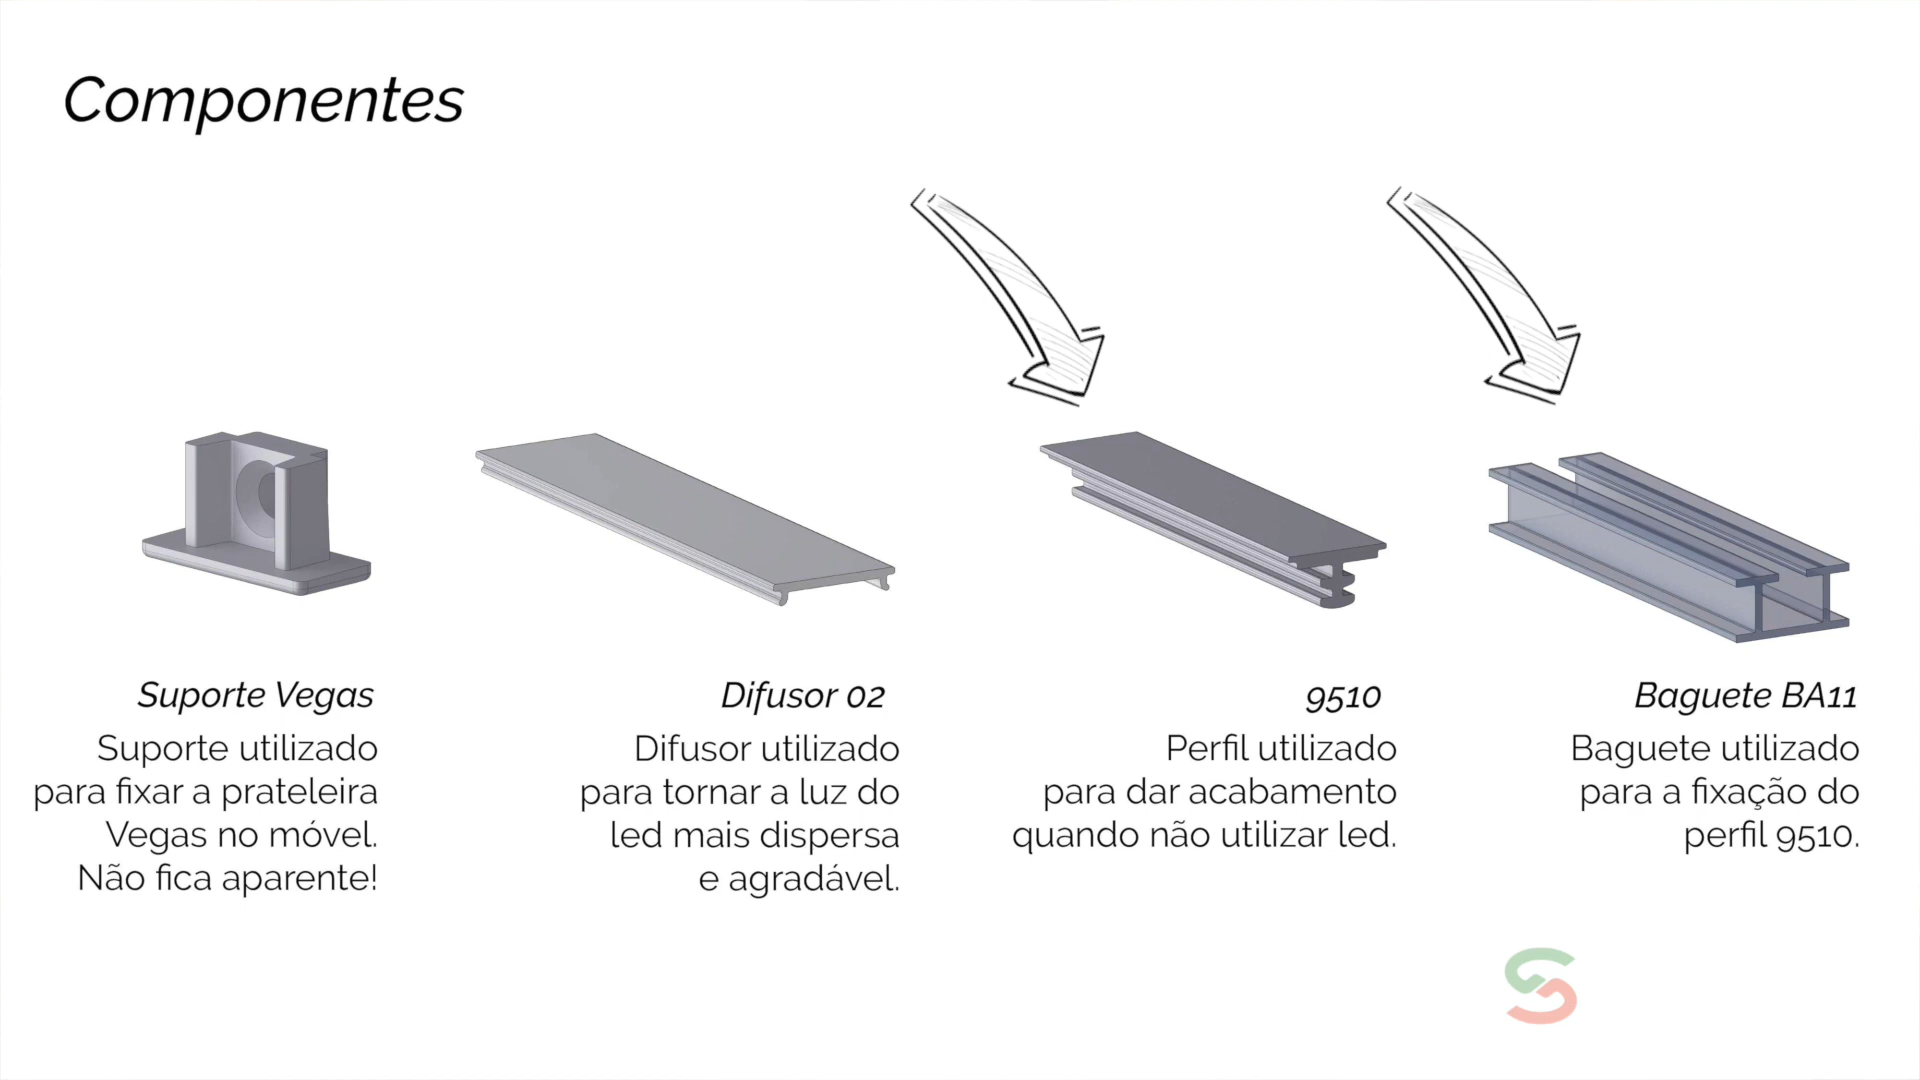 Componentes
Suporte Vegas
Suporte utilizado
para fixar a prateleira
Vegas no móvel.
Não fica aparente!
Difusor 02
Difusor utilizado
para tornar a luz do
led mais dispersa
e agradável.
9510
Perfil utilizado
para dar acabamento
quando não utilizar led.
Baguete BA11
Baguete utilizado
para a fixação do
perfil 9510.